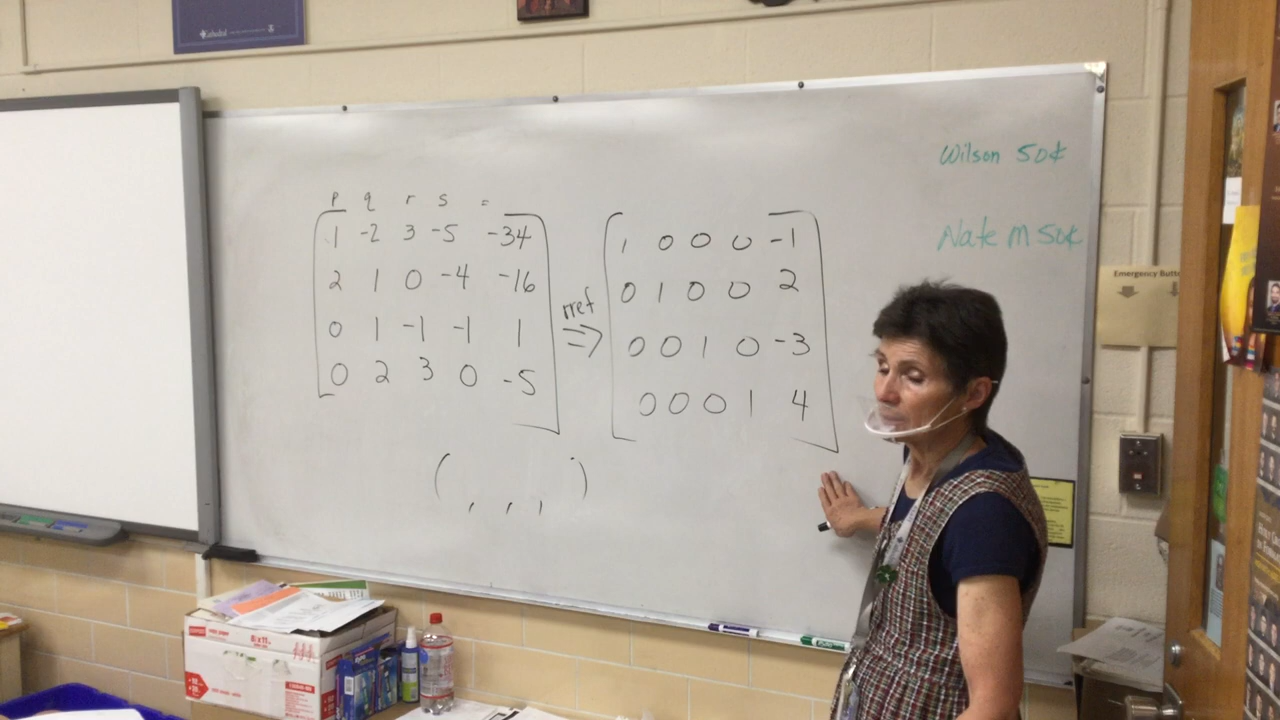 Cathedral
Wilson 50¢
Nate M 50¢
p q r s =
1 -2 3 -5 -34
2 1 0 -4 -16
0 1 -1 -1 1
0 2 3 0 -5
rref
⇒
1 0 0 0 -1
0 1 0 0 2
0 0 1 0 -3
0 0 0 1 4
( , , , )
Emergency